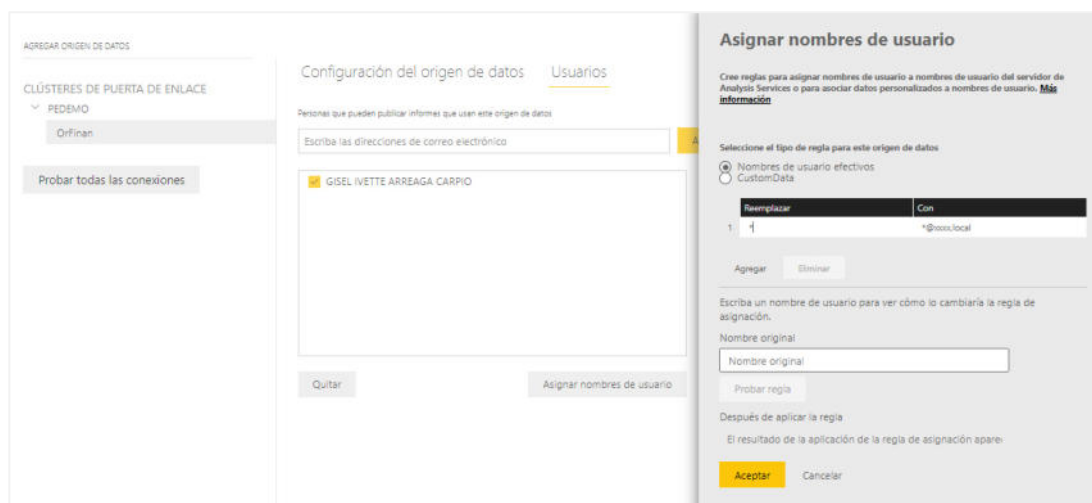 AGREGAR ORIGEN DE DATOS
CLÚSTERES DE PUERTA DE ENLACE
PEDEMO
OrFinan
Probar todas las conexiones
Configuración del origen de datos Usuarios
Personas que pueden publicar informes que usan este origen de datos
Escriba las direcciones de correo electrónico
A
GISEL IVETTE ARREAGA CARPIO
Quitar Asignar nombres de usuario
Asignar nombres de usuario
Cree reglas para asignar nombres de usuario a nombres de usuario del servidor de
Analysis Services o para asociar datos personalizados a nombres de usuario. Más
información
Seleccione el tipo de regla para este origen de datos
Nombres de usuario efectivos
CustomData
Reemplazar Con
1 * *@xxxx.local
Agregar Eliminar
Escriba un nombre de usuario para ver cómo lo cambiaría la regla de
asignación.
Nombre original
Nombre original
Probar regla
Después de aplicar la regla
El resultado de la aplicación de la regla de asignación apare
Aceptar Cancelar